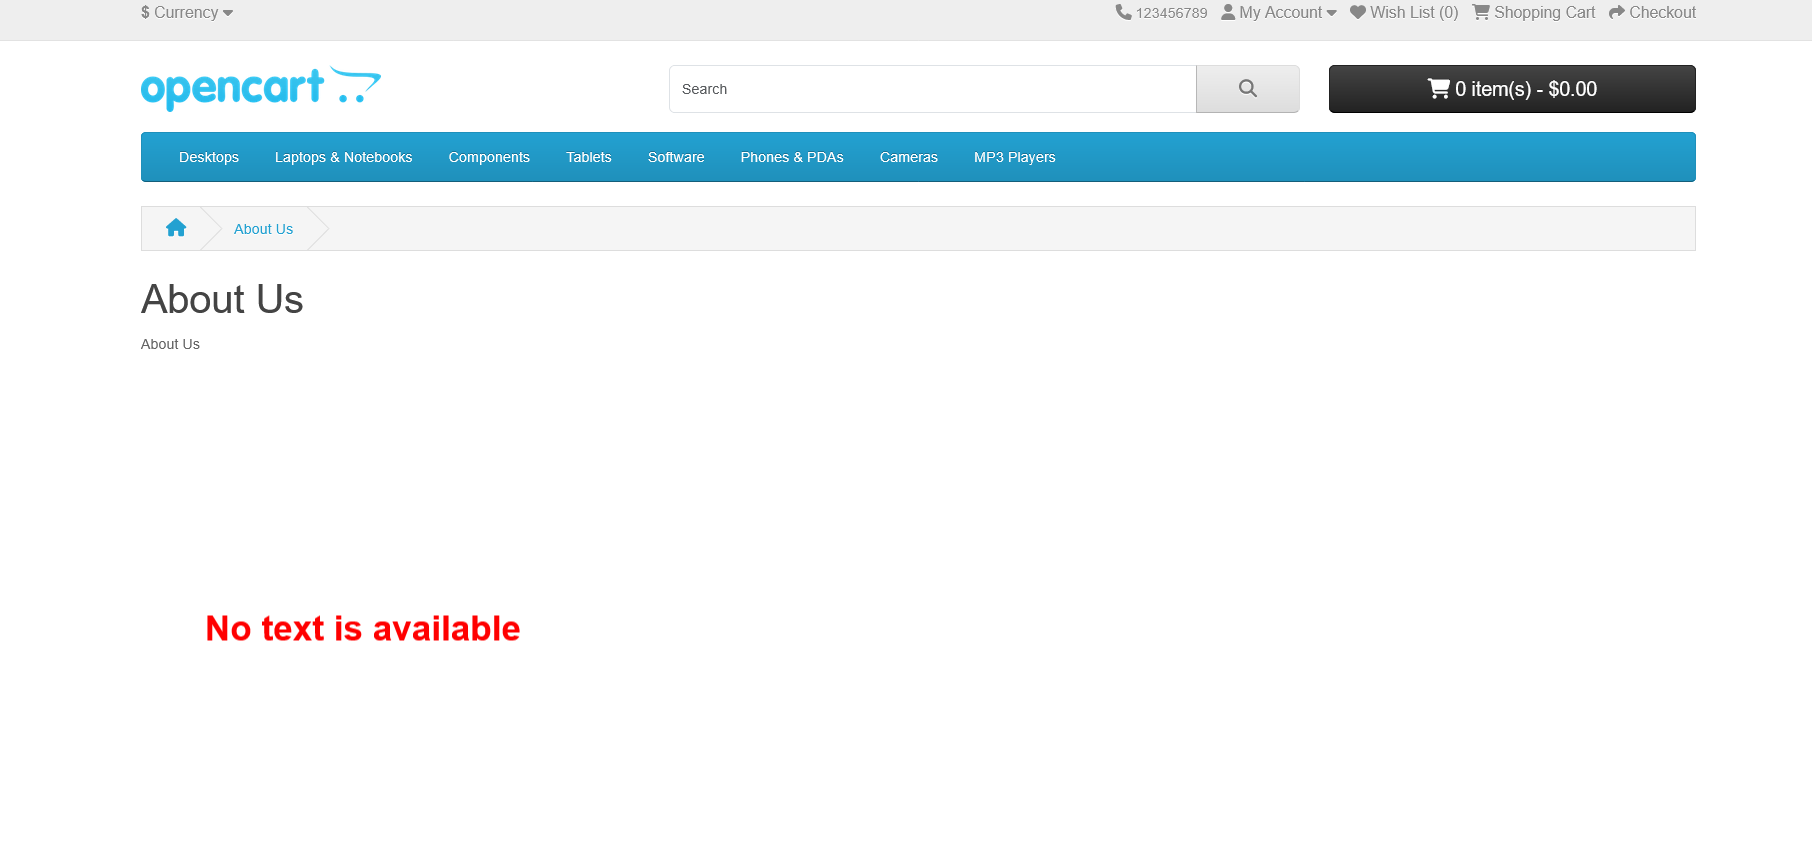 $ Currency
123456789 My Account Wish List (0) Shopping Cart Checkout
opencart
Search
0 item(s) - $0.00
Desktops Laptops & Notebooks Components Tablets Software Phones & PDAs Cameras MP3 Players
About Us
About Us
About Us
No text is available